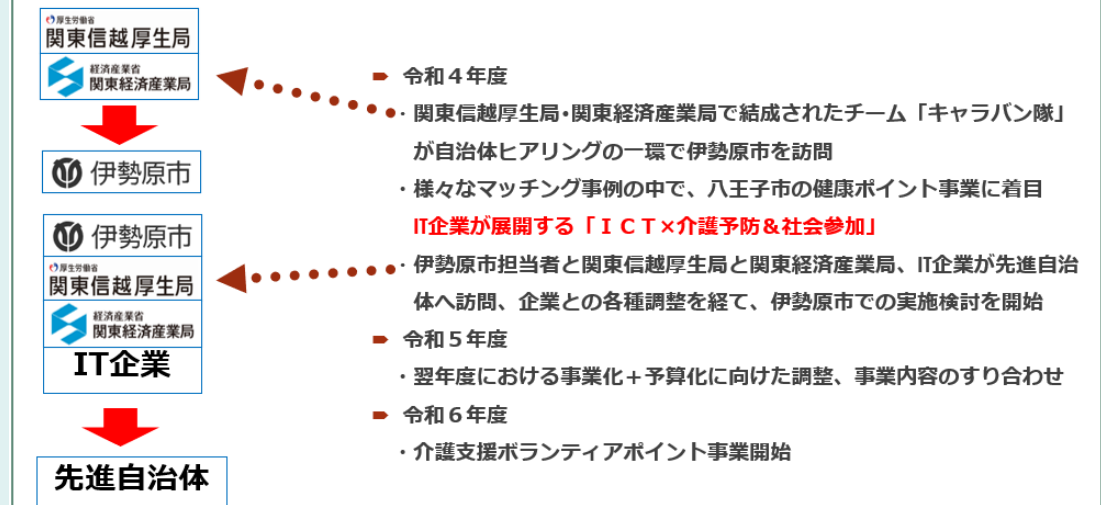 厚生労働省
関東信越厚生局
経済産業省
関東経済産業局
伊勢原市
伊勢原市
厚生労働省
関東信越厚生局
経済産業省
関東経済産業局
IT企業
先進自治体
令和４年度
・関東信越厚生局・関東経済産業局で結成されたチーム「キャラバン隊」
が自治体ヒアリングの一環で伊勢原市を訪問
・様々なマッチング事例の中で、八王子市の健康ポイント事業に着目
IT企業が展開する「ＩＣＴ×介護予防&社会参加」
・伊勢原市担当者と関東信越厚生局と関東経済産業局、IT企業が先進自治
体へ訪問、企業との各種調整を経て、伊勢原市での実施検討を開始
令和５年度
・翌年度における事業化＋予算化に向けた調整、事業内容のすり合わせ
令和６年度
・介護支援ボランティアポイント事業開始